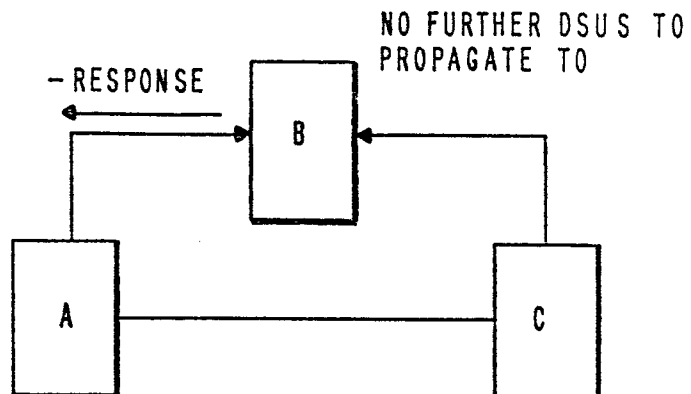 NO FURTHER DSUS TO
PROPAGATE TO
-RESPONSE
B
A
C